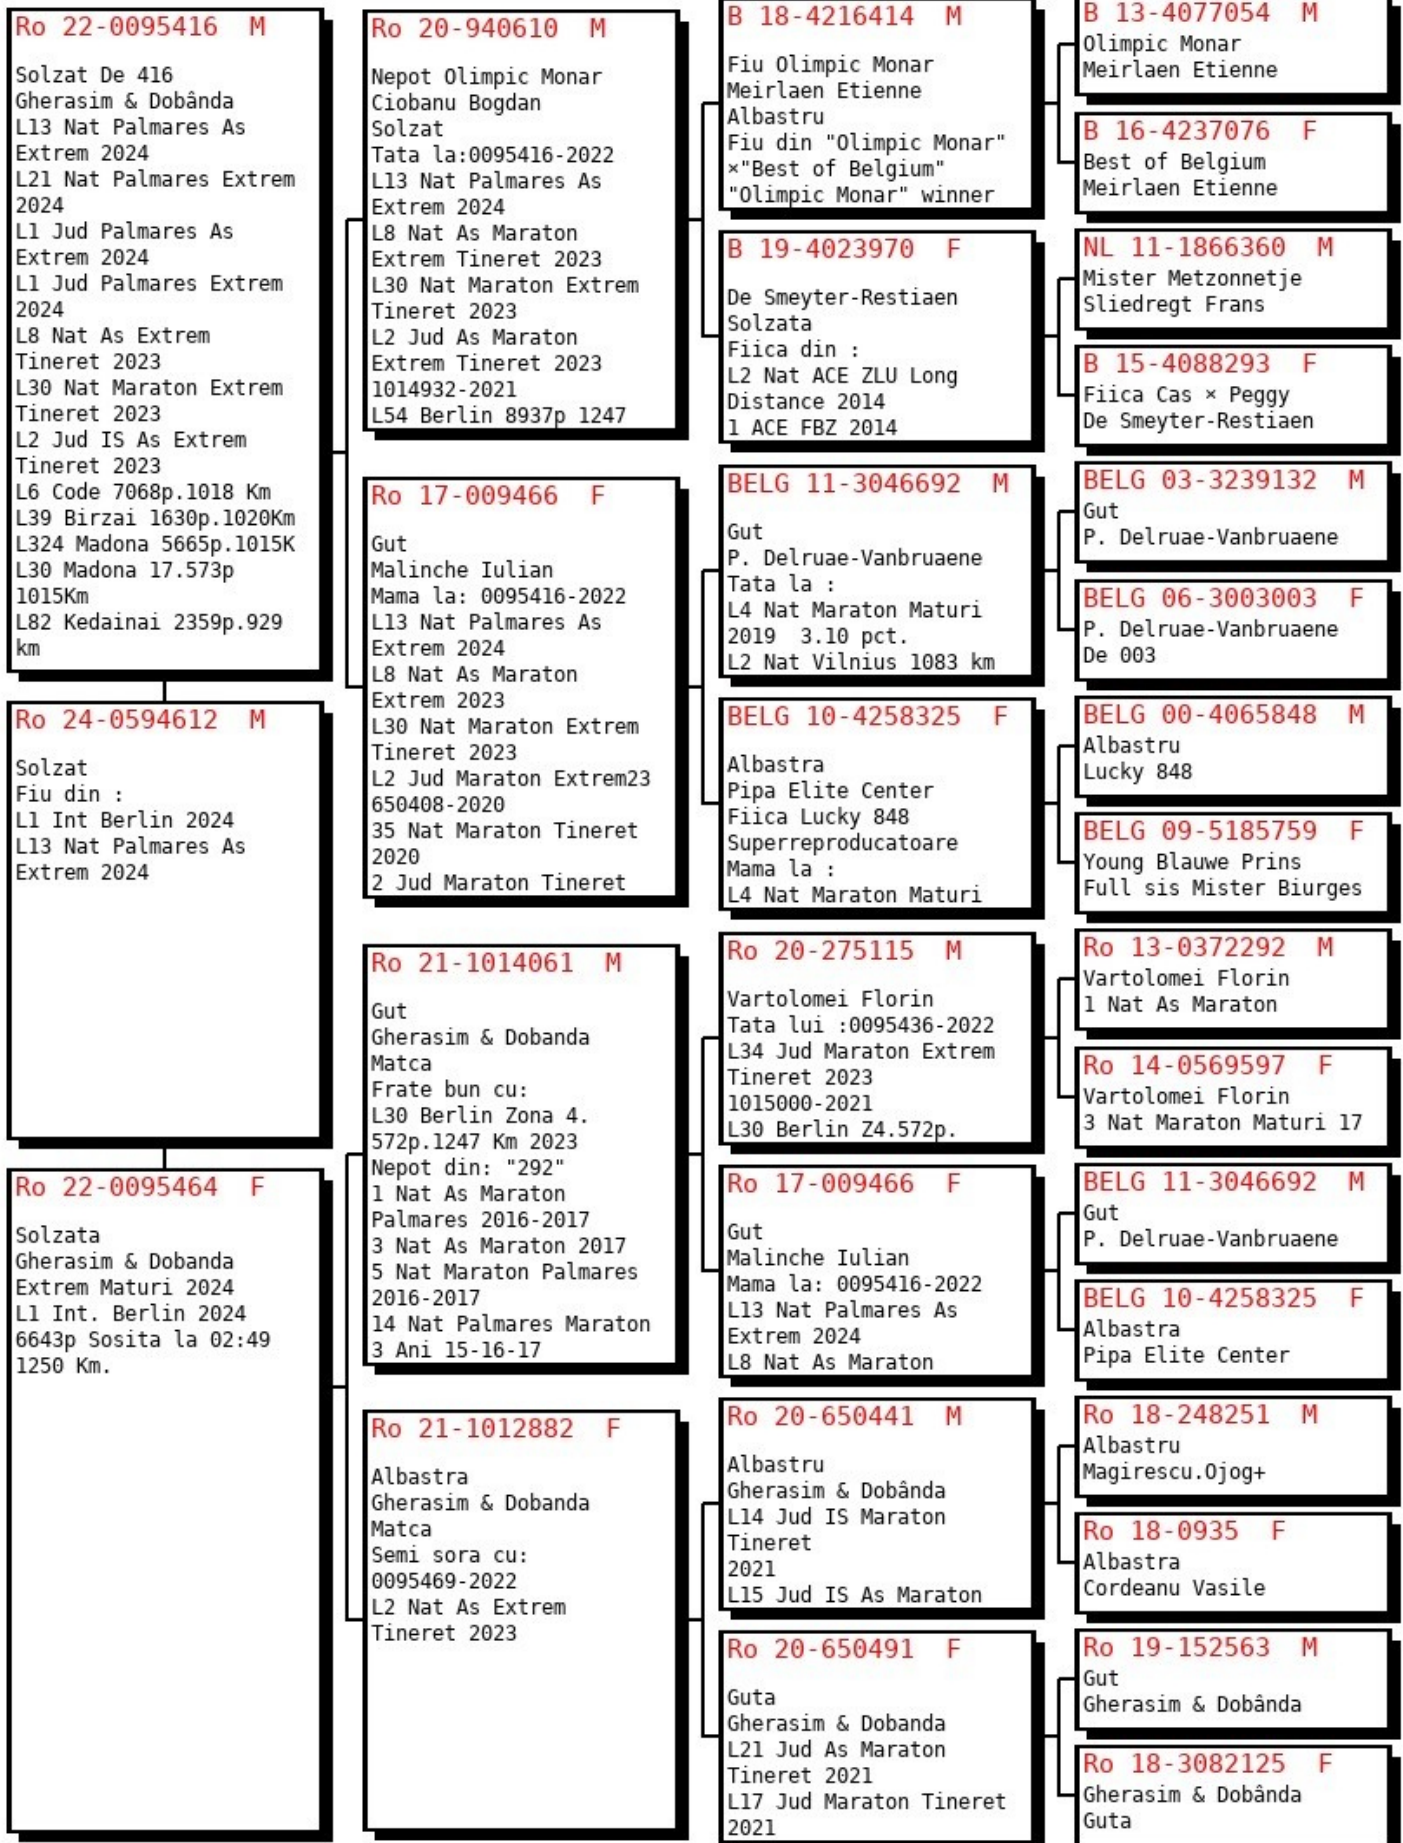 Ro 22-0095416  M
Solzat De 416
Gherasim & Dobânda
L13 Nat Palmares As
Extrem 2024
L21 Nat Palmares Extrem
2024
L1 Jud Palmares As
Extrem 2024
L1 Jud Palmares Extrem
2024
L8 Nat As Extrem
Tineret 2023
L30 Nat Maraton Extrem
Tineret 2023
L2 Jud IS As Extrem
Tineret 2023
L6 Code 7068p.1018 Km
L39 Birzai 1630p.1020Km
L324 Madona 5665p.1015K
L30 Madona 17.573p
1015Km
L82 Kedainai 2359p.929
km
Ro 24-0594612  M
Solzat
Fiu din :
L1 Int Berlin 2024
L13 Nat Palmares As
Extrem 2024
Ro 22-0095464  F
Solzata
Gherasim & Dobanda
Extrem Maturi 2024
L1 Int. Berlin 2024
6643p Sosita la 02:49
1250 Km.
Ro 20-940610  M
Nepot Olimpic Monar
Ciobanu Bogdan
Solzat
Tata la:0095416-2022
L13 Nat Palmares As
Extrem 2024
L8 Nat As Maraton
Extrem Tineret 2023
L30 Nat Maraton Extrem
Tineret 2023
L2 Jud As Maraton
Extrem Tineret 2023
1014932-2021
L54 Berlin 8937p 1247
Ro 17-009466  F
Gut
Malinche Iulian
Mama la: 0095416-2022
L13 Nat Palmares As
Extrem 2024
L8 Nat As Maraton
Extrem 2023
L30 Nat Maraton Extrem
Tineret 2023
L2 Jud Maraton Extrem23
650408-2020
35 Nat Maraton Tineret
2020
2 Jud Maraton Tineret
Ro 21-1014061  M
Gut
Gherasim & Dobanda
Matca
Frate bun cu:
L30 Berlin Zona 4.
572p.1247 Km 2023
Nepot din: "292"
1 Nat As Maraton
Palmares 2016-2017
3 Nat As Maraton 2017
5 Nat Maraton Palmares
2016-2017
14 Nat Palmares Maraton
3 Ani 15-16-17
Ro 21-1012882  F
Albastra
Gherasim & Dobanda
Matca
Semi sora cu:
0095469-2022
L2 Nat As Extrem
Tineret 2023
B 18-4216414  M
Fiu Olimpic Monar
Meirlaen Etienne
Albastru
Fiu din "Olimpic Monar"
×"Best of Belgium"
"Olimpic Monar" winner
B 19-4023970  F
De Smeyter-Restiaen
Solzata
Fiica din :
L2 Nat ACE ZLU Long
Distance 2014
1 ACE FBZ 2014
BELG 11-3046692  M
Gut
P. Delruae-Vanbruaene
Tata la :
L4 Nat Maraton Maturi
2019  3.10 pct.
L2 Nat Vilnius 1083 km
BELG 10-4258325  F
Albastra
Pipa Elite Center
Fiica Lucky 848
Superreproducatoare
Mama la :
L4 Nat Maraton Maturi
Ro 20-275115  M
Vartolomei Florin
Tata lui :0095436-2022
L34 Jud Maraton Extrem
Tineret 2023
1015000-2021
L30 Berlin Z4.572p.
Ro 17-009466  F
Gut
Malinche Iulian
Mama la: 0095416-2022
L13 Nat Palmares As
Extrem 2024
L8 Nat As Maraton
Ro 20-650441  M
Albastru
Gherasim & Dobânda
L14 Jud IS Maraton
Tineret
2021
L15 Jud IS As Maraton
Ro 20-650491  F
Guta
Gherasim & Dobanda
L21 Jud As Maraton
Tineret 2021
L17 Jud Maraton Tineret
2021
B 13-4077054  M
Olimpic Monar
Meirlaen Etienne
B 16-4237076  F
Best of Belgium
Meirlaen Etienne
NL 11-1866360  M
Mister Metzonnetje
Sliedregt Frans
B 15-4088293  F
Fiica Cas × Peggy
De Smeyter-Restiaen
BELG 03-3239132  M
Gut
P. Delruae-Vanbruaene
BELG 06-3003003  F
P. Delruae-Vanbruaene
De 003
BELG 00-4065848  M
Albastru
Lucky 848
BELG 09-5185759  F
Young Blauwe Prins
Full sis Mister Biurges
Ro 13-0372292  M
Vartolomei Florin
1 Nat As Maraton
Ro 14-0569597  F
Vartolomei Florin
3 Nat Maraton Maturi 17
BELG 11-3046692  M
Gut
P. Delruae-Vanbruaene
BELG 10-4258325  F
Albastra
Pipa Elite Center
Ro 18-248251  M
Albastru
Magirescu.Ojog+
Ro 18-0935  F
Albastra
Cordeanu Vasile
Ro 19-152563  M
Gut
Gherasim & Dobânda
Ro 18-3082125  F
Gherasim & Dobânda
Guta